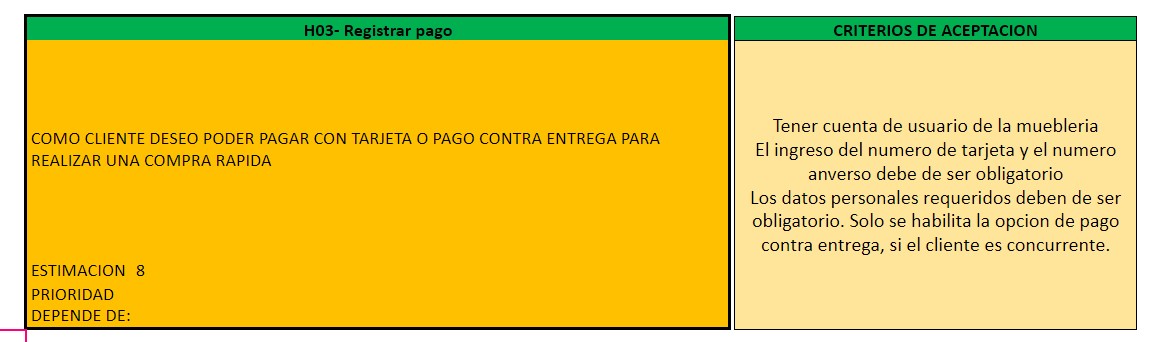 H03- Registrar pago
COMO CLIENTE DESEO PODER PAGAR CON TARJETA O PAGO CONTRA ENTREGA PARA
REALIZAR UNA COMPRA RAPIDA
ESTIMACION 8
PRIORIDAD
DEPENDE DE:
CRITERIOS DE ACEPTACION
Tener cuenta de usuario de la muebleria
El ingreso del numero de tarjeta y el numero
anverso debe de ser obligatorio
Los datos personales requeridos deben de ser
obligatorio. Solo se habilita la opcion de pago
contra entrega, si el cliente es concurrente.